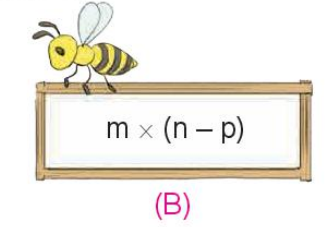 m × (n – p)
(B)